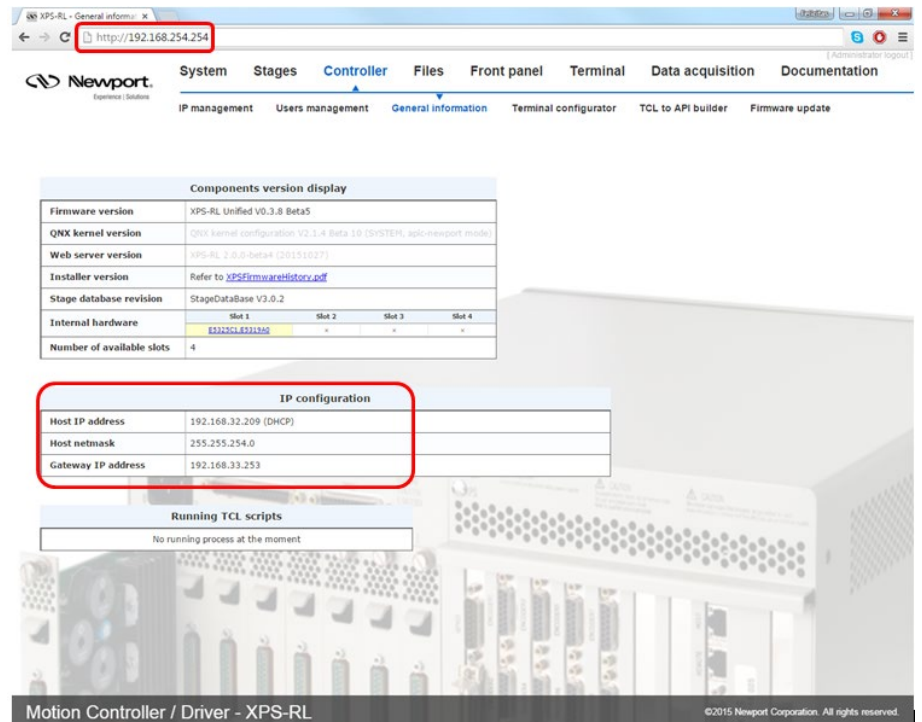 XPS-RL - General informat ×
http://192.168.254.254
[ Administrator logout ]
Newport.
Experience | Solutions
System Stages Controller Files Front panel Terminal Data acquisition Documentation
IP management Users management General information Terminal configurator TCL to API builder Firmware update
Components version display
Firmware version XPS-RL Unified V0.3.8 Beta5
QNX kernel version QNX kernel configuration V2.1.4 Beta 10 (SYSTEM, apic-newport mode)
Web server version XPS-RL 2.0.0-beta4 (20151027)
Installer version Refer to XPSFirmwareHistory.pdf
Stage database revision StageDataBase V3.0.2
Internal hardware Slot 1 Slot 2 Slot 3 Slot 4
E5325C1.E5319A0 × × ×
Number of available slots 4
IP configuration
Host IP address 192.168.32.209 (DHCP)
Host netmask 255.255.254.0
Gateway IP address 192.168.33.253
Running TCL scripts
No running process at the moment
Motion Controller / Driver - XPS-RL
©2015 Newport Corporation. All rights reserved.